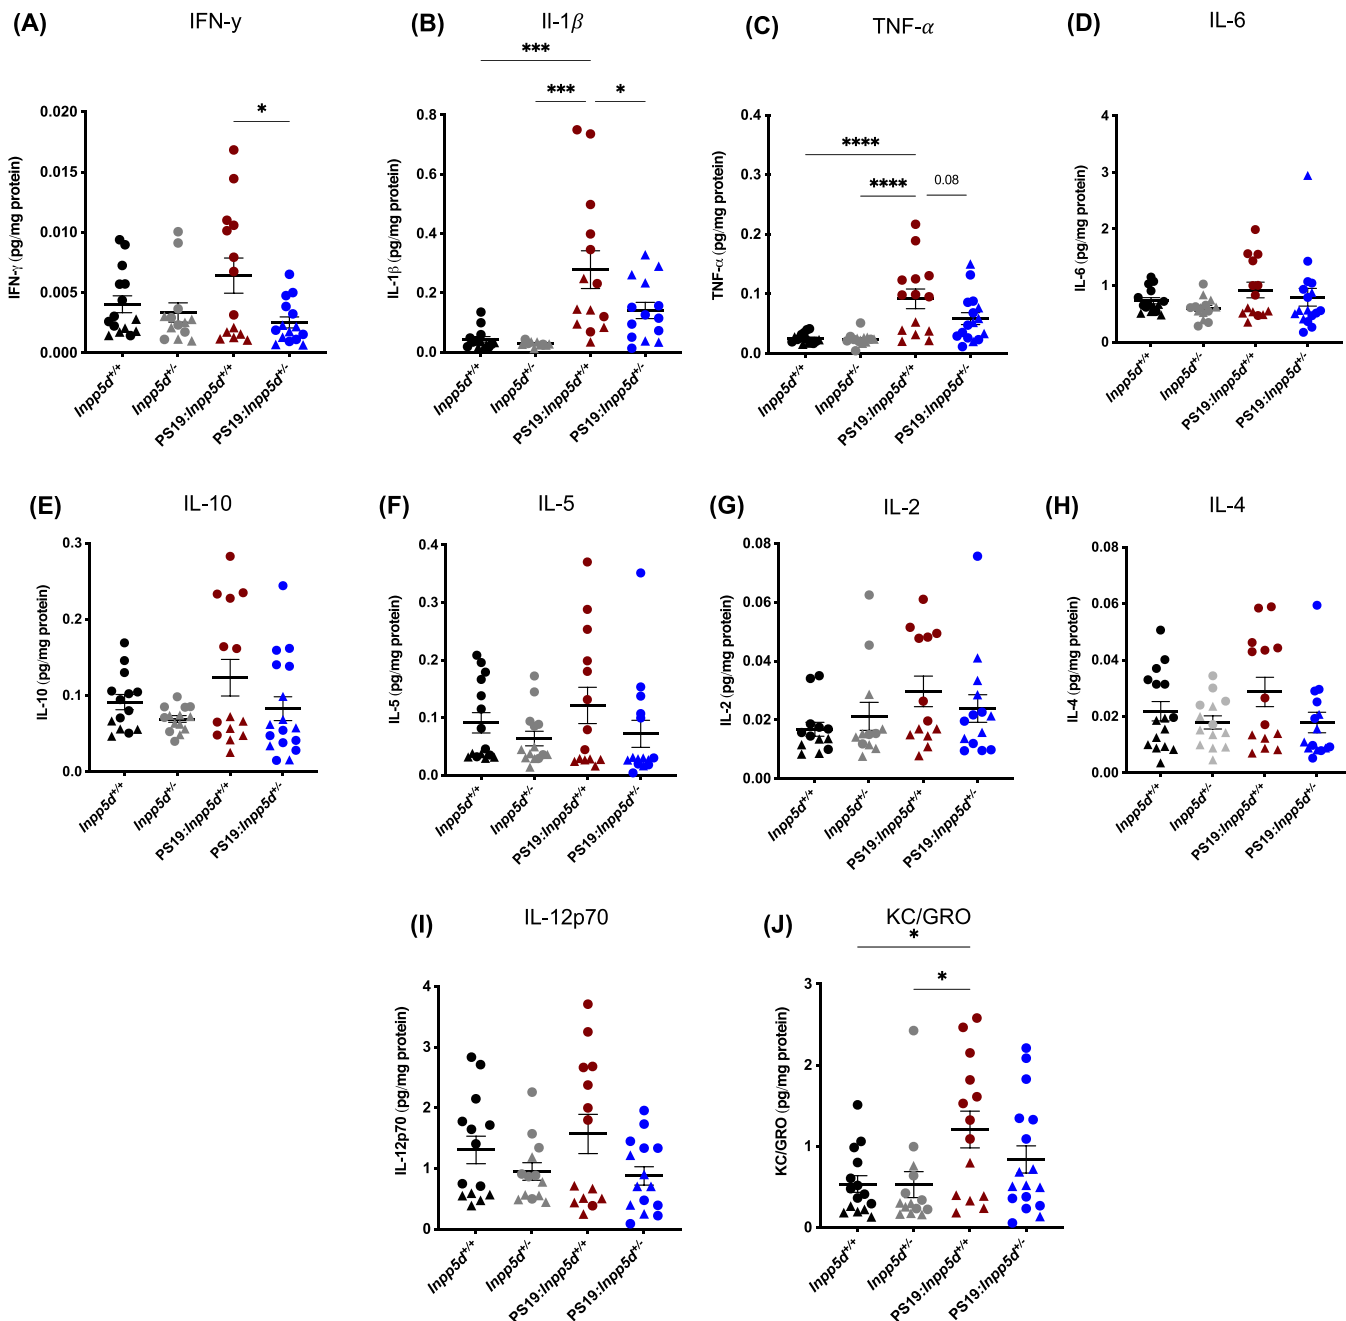 (A) IFN-y
IFN-γ (pg/mg protein)
0.020
0.015
0.010
0.005
0.000
*
Inpp5d+/+
Inpp5d+/-
PS19:Inpp5d+/+
PS19:Inpp5d+/-
(B) Il-1β
IL-1β (pg/mg protein)
0.8
0.6
0.4
0.2
0.0
***
***
*
Inpp5d+/+
Inpp5d+/-
PS19:Inpp5d+/+
PS19:Inpp5d+/-
(C) TNF-α
TNF-α (pg/mg protein)
0.4
0.3
0.2
0.1
0.0
****
****
0.08
Inpp5d+/+
Inpp5d+/-
PS19:Inpp5d+/+
PS19:Inpp5d+/-
(D) IL-6
IL-6 (pg/mg protein)
4
3
2
1
0
Inpp5d+/+
Inpp5d+/-
PS19:Inpp5d+/+
PS19:Inpp5d+/-
(E) IL-10
IL-10 (pg/mg protein)
0.3
0.2
0.1
0.0
Inpp5d+/+
Inpp5d+/-
PS19:Inpp5d+/+
PS19:Inpp5d+/-
(F) IL-5
IL-5 (pg/mg protein)
0.4
0.3
0.2
0.1
0.0
Inpp5d+/+
Inpp5d+/-
PS19:Inpp5d+/+
PS19:Inpp5d+/-
(G) IL-2
IL-2 (pg/mg protein)
0.08
0.06
0.04
0.02
0.00
Inpp5d+/+
Inpp5d+/-
PS19:Inpp5d+/+
PS19:Inpp5d+/-
(H) IL-4
IL-4 (pg/mg protein)
0.08
0.06
0.04
0.02
0.00
Inpp5d+/+
Inpp5d+/-
PS19:Inpp5d+/+
PS19:Inpp5d+/-
(I) IL-12p70
IL-12p70 (pg/mg protein)
4
3
2
1
0
Inpp5d+/+
Inpp5d+/-
PS19:Inpp5d+/+
PS19:Inpp5d+/-
(J) KC/GRO
KC/GRO (pg/mg protein)
3
2
1
0
*
*
Inpp5d+/+
Inpp5d+/-
PS19:Inpp5d+/+
PS19:Inpp5d+/-